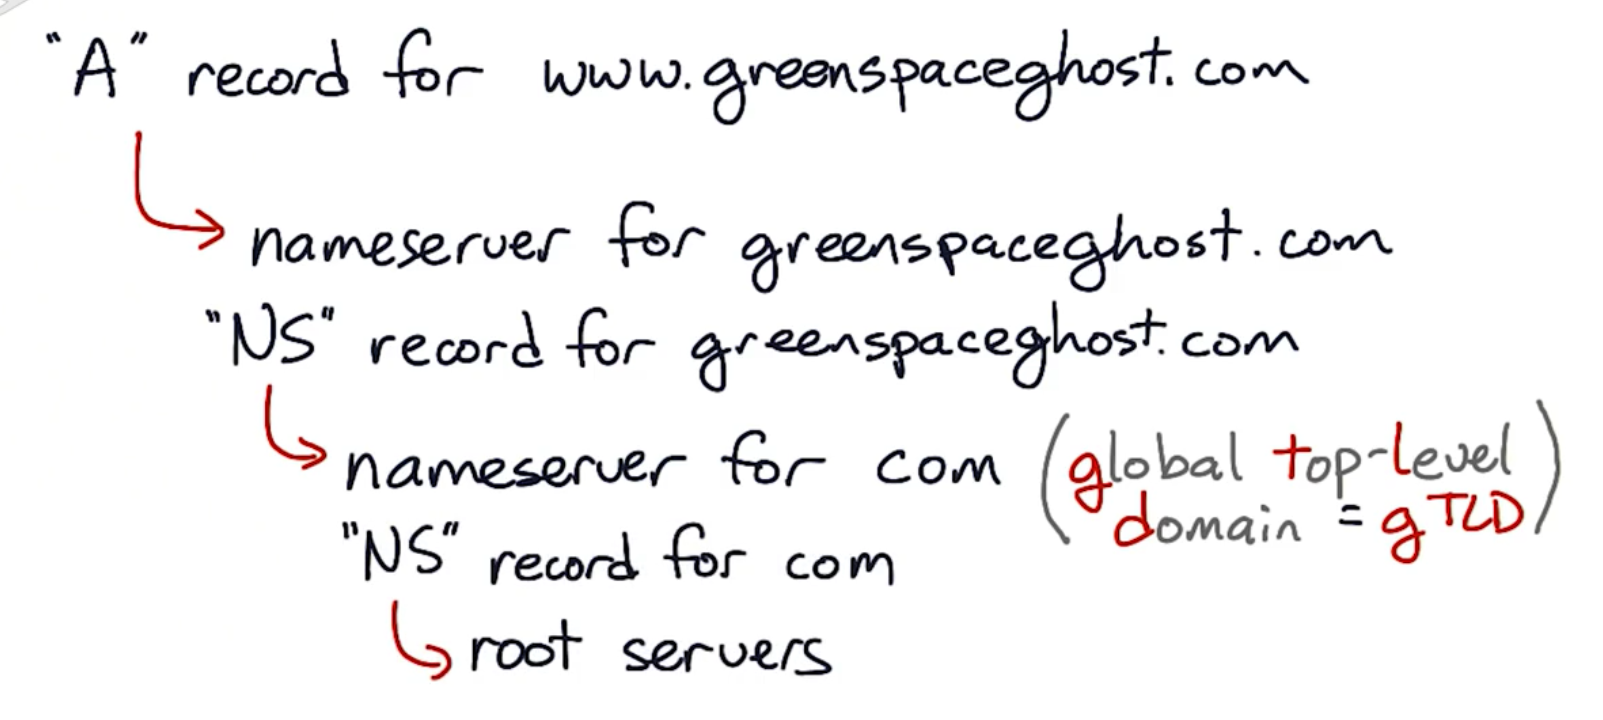 "A" record for www.greenspaceghost.com
nameserver for greenspaceghost.com
"NS" record for greenspaceghost.com
nameserver for com (global top-level
domain = gTLD)
"NS" record for com
root servers